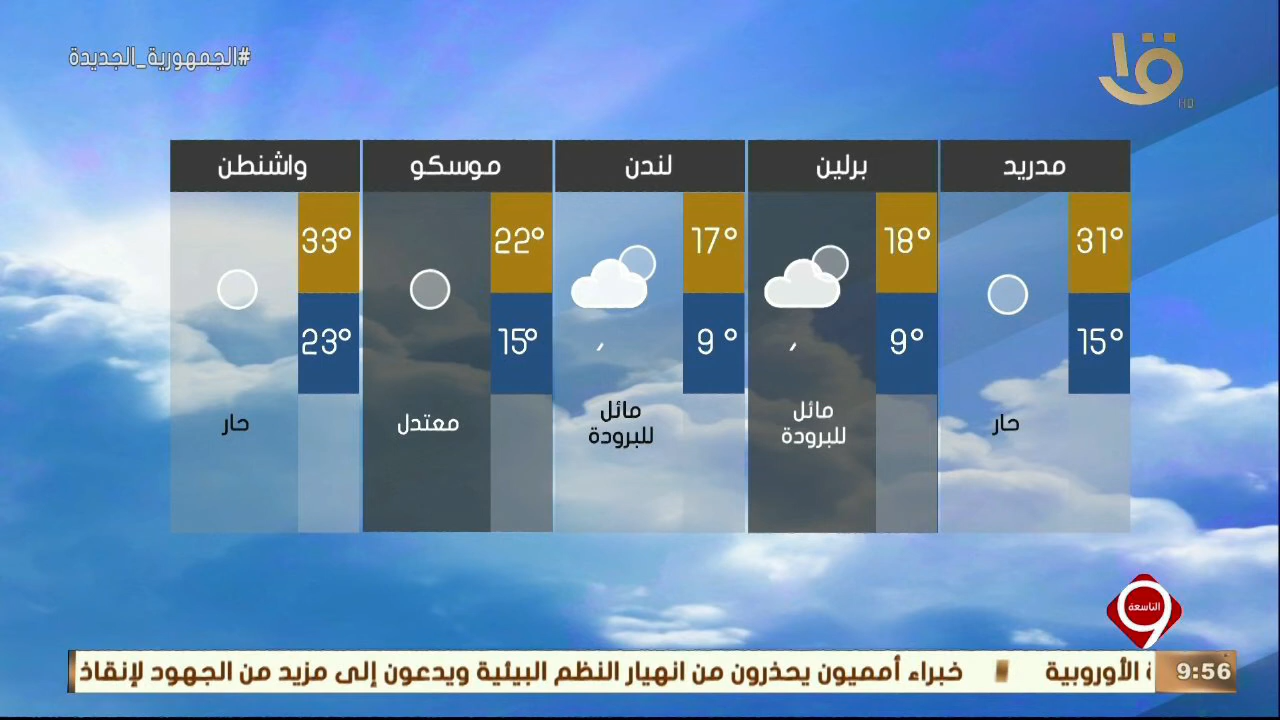 #الجمهورية_الجديدة
HD
مدريد
31°
15°
حار
برلين
18°
9°
مائل
للبرودة
لندن
17°
9°
مائل
للبرودة
موسكو
22°
15°
معتدل
واشنطن
33°
23°
حار
التاسعة
9
9:56
الأوروبية
خبراء أمميون يحذرون من انهيار النظم البيئية ويدعون إلى مزيد من الجهود لإنقاذ